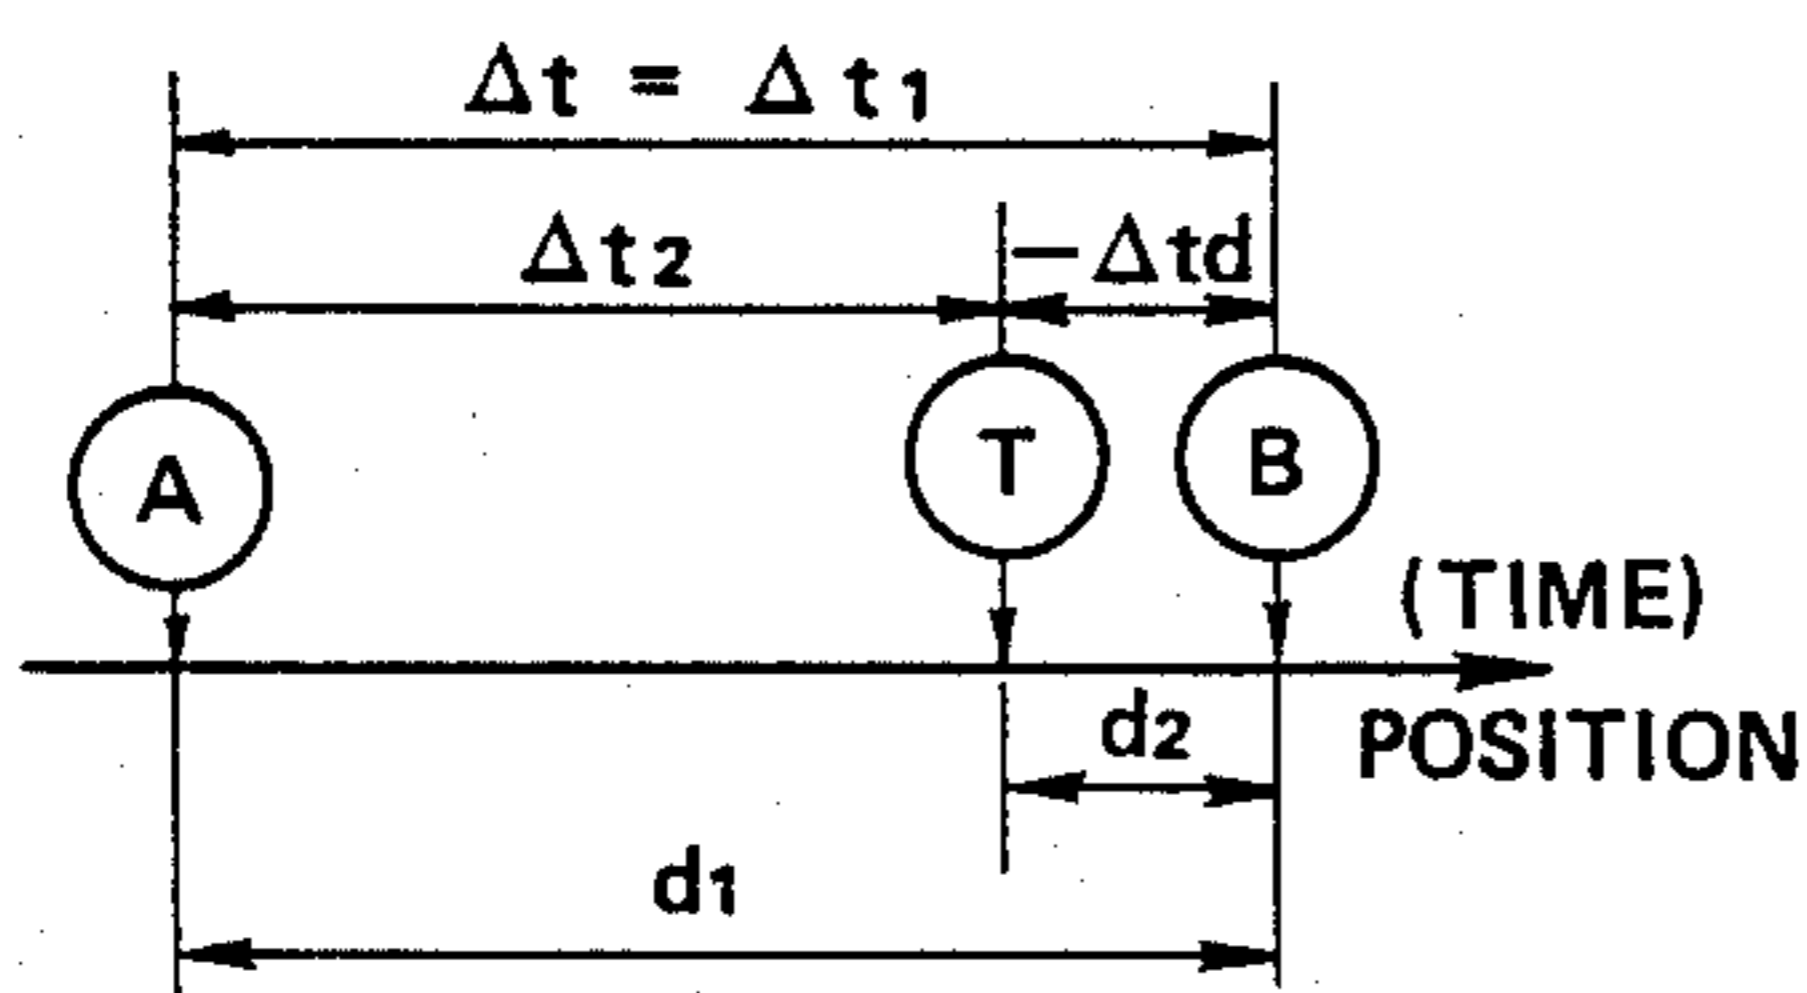 Δt = Δt1
Δt2
−Δtd
A
T
B
(TIME)
POSITION
d2
d1